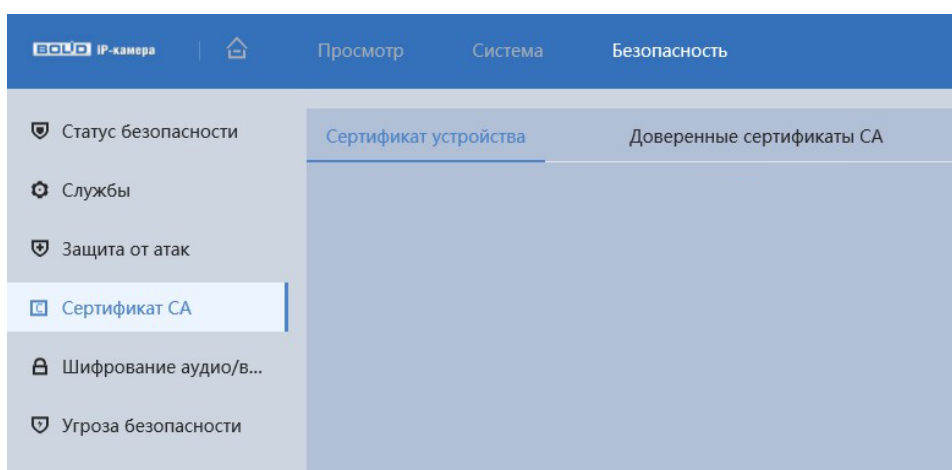 BOLID IP-камера
Просмотр Система Безопасность
Статус безопасности
Службы
Защита от атак
Сертификат CA
Шифрование аудио/в...
Угроза безопасности
Сертификат устройства Доверенные сертификаты CA